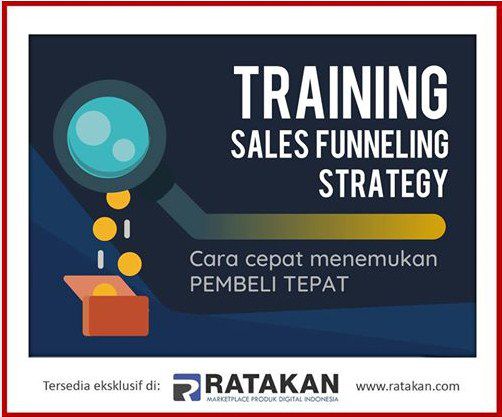 TRAINING
SALES FUNNELING
STRATEGY
Cara cepat menemukan
PEMBELI TEPAT
Tersedia eksklusif di: RATAKAN www.ratakan.com
MARKETPLACE PRODUK DIGITAL INDONESIA